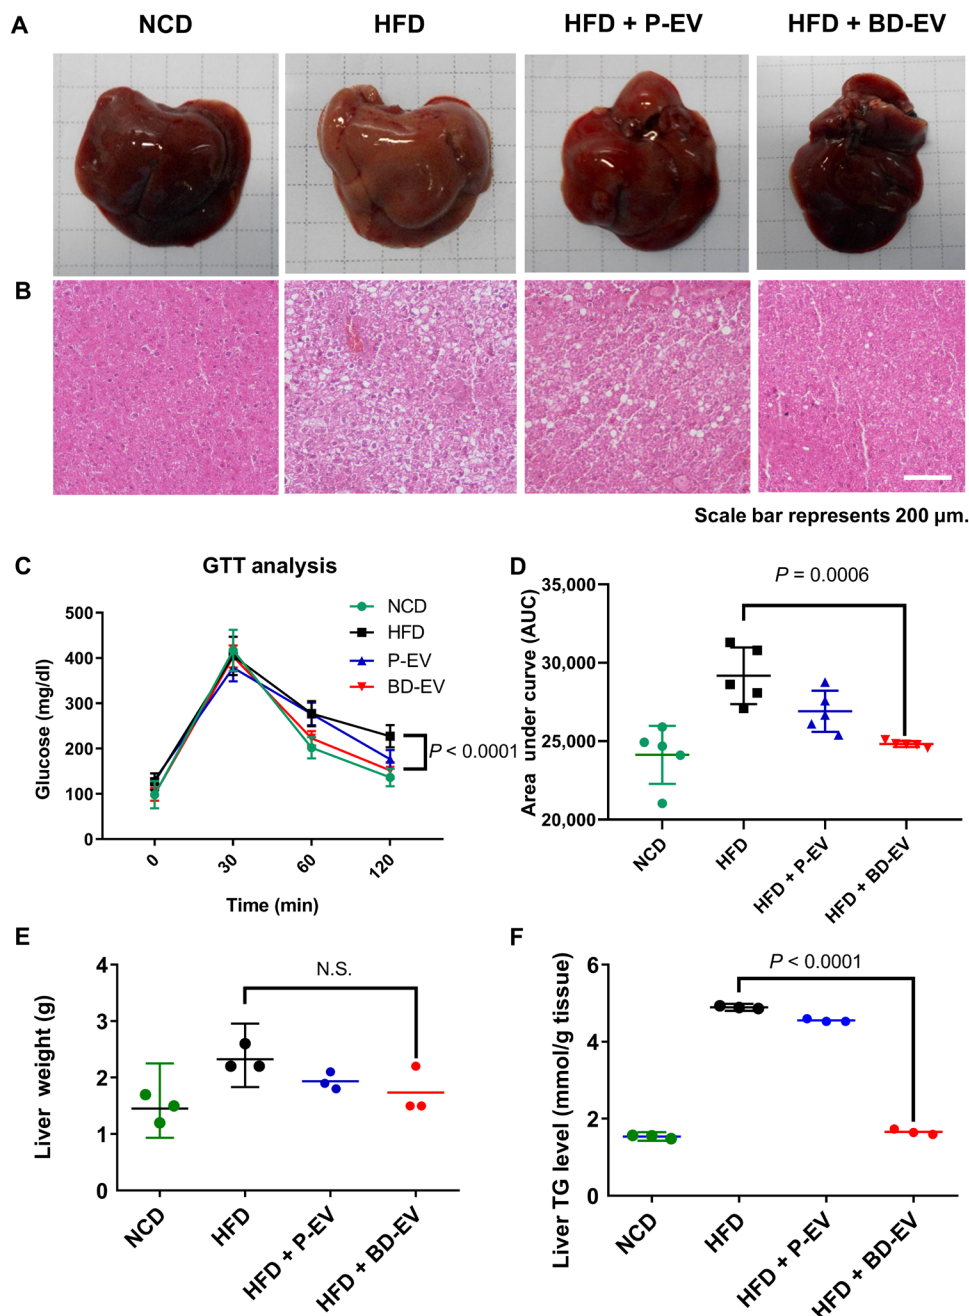 A
NCD
HFD
HFD + P-EV
HFD + BD-EV
B
Scale bar represents 200 µm.
C
GTT analysis
500
400
300
200
100
0
Glucose (mg/dl)
0
30
60
120
Time (min)
NCD
HFD
P-EV
BD-EV
P < 0.0001
D
P = 0.0006
35,000
30,000
25,000
20,000
Area under curve (AUC)
NCD
HFD
HFD + P-EV
HFD + BD-EV
E
N.S.
4
3
2
1
0
Liver weight (g)
NCD
HFD
HFD + P-EV
HFD + BD-EV
F
P < 0.0001
6
4
2
0
Liver TG level (mmol/g tissue)
NCD
HFD
HFD + P-EV
HFD + BD-EV